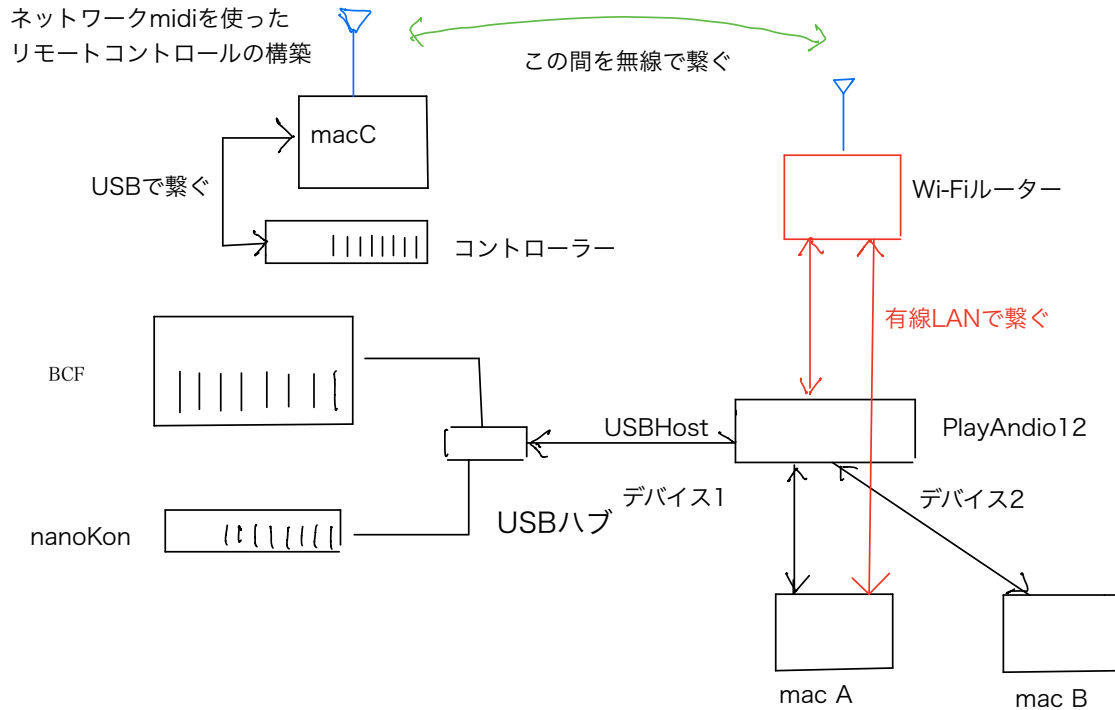 ネットワークmidiを使った
リモートコントロールの構築
この間を無線で繋ぐ
macC
USBで繋ぐ
Wi-Fiルーター
コントローラー
有線LANで繋ぐ
BCF
USBHost
PlayAndio12
デバイス1
デバイス2
USBハブ
nanoKon
mac A
mac B